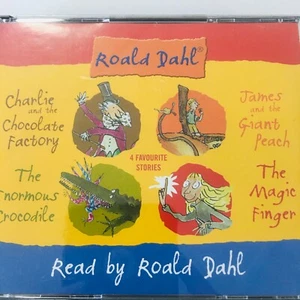 Roald Dahl®
Charlie
and the
Chocolate
Factory
James
and the
Giant
Peach
4 FAVOURITE
STORIES
The
Enormous
Crocodile
The
Magic
Finger
Read by Roald Dahl